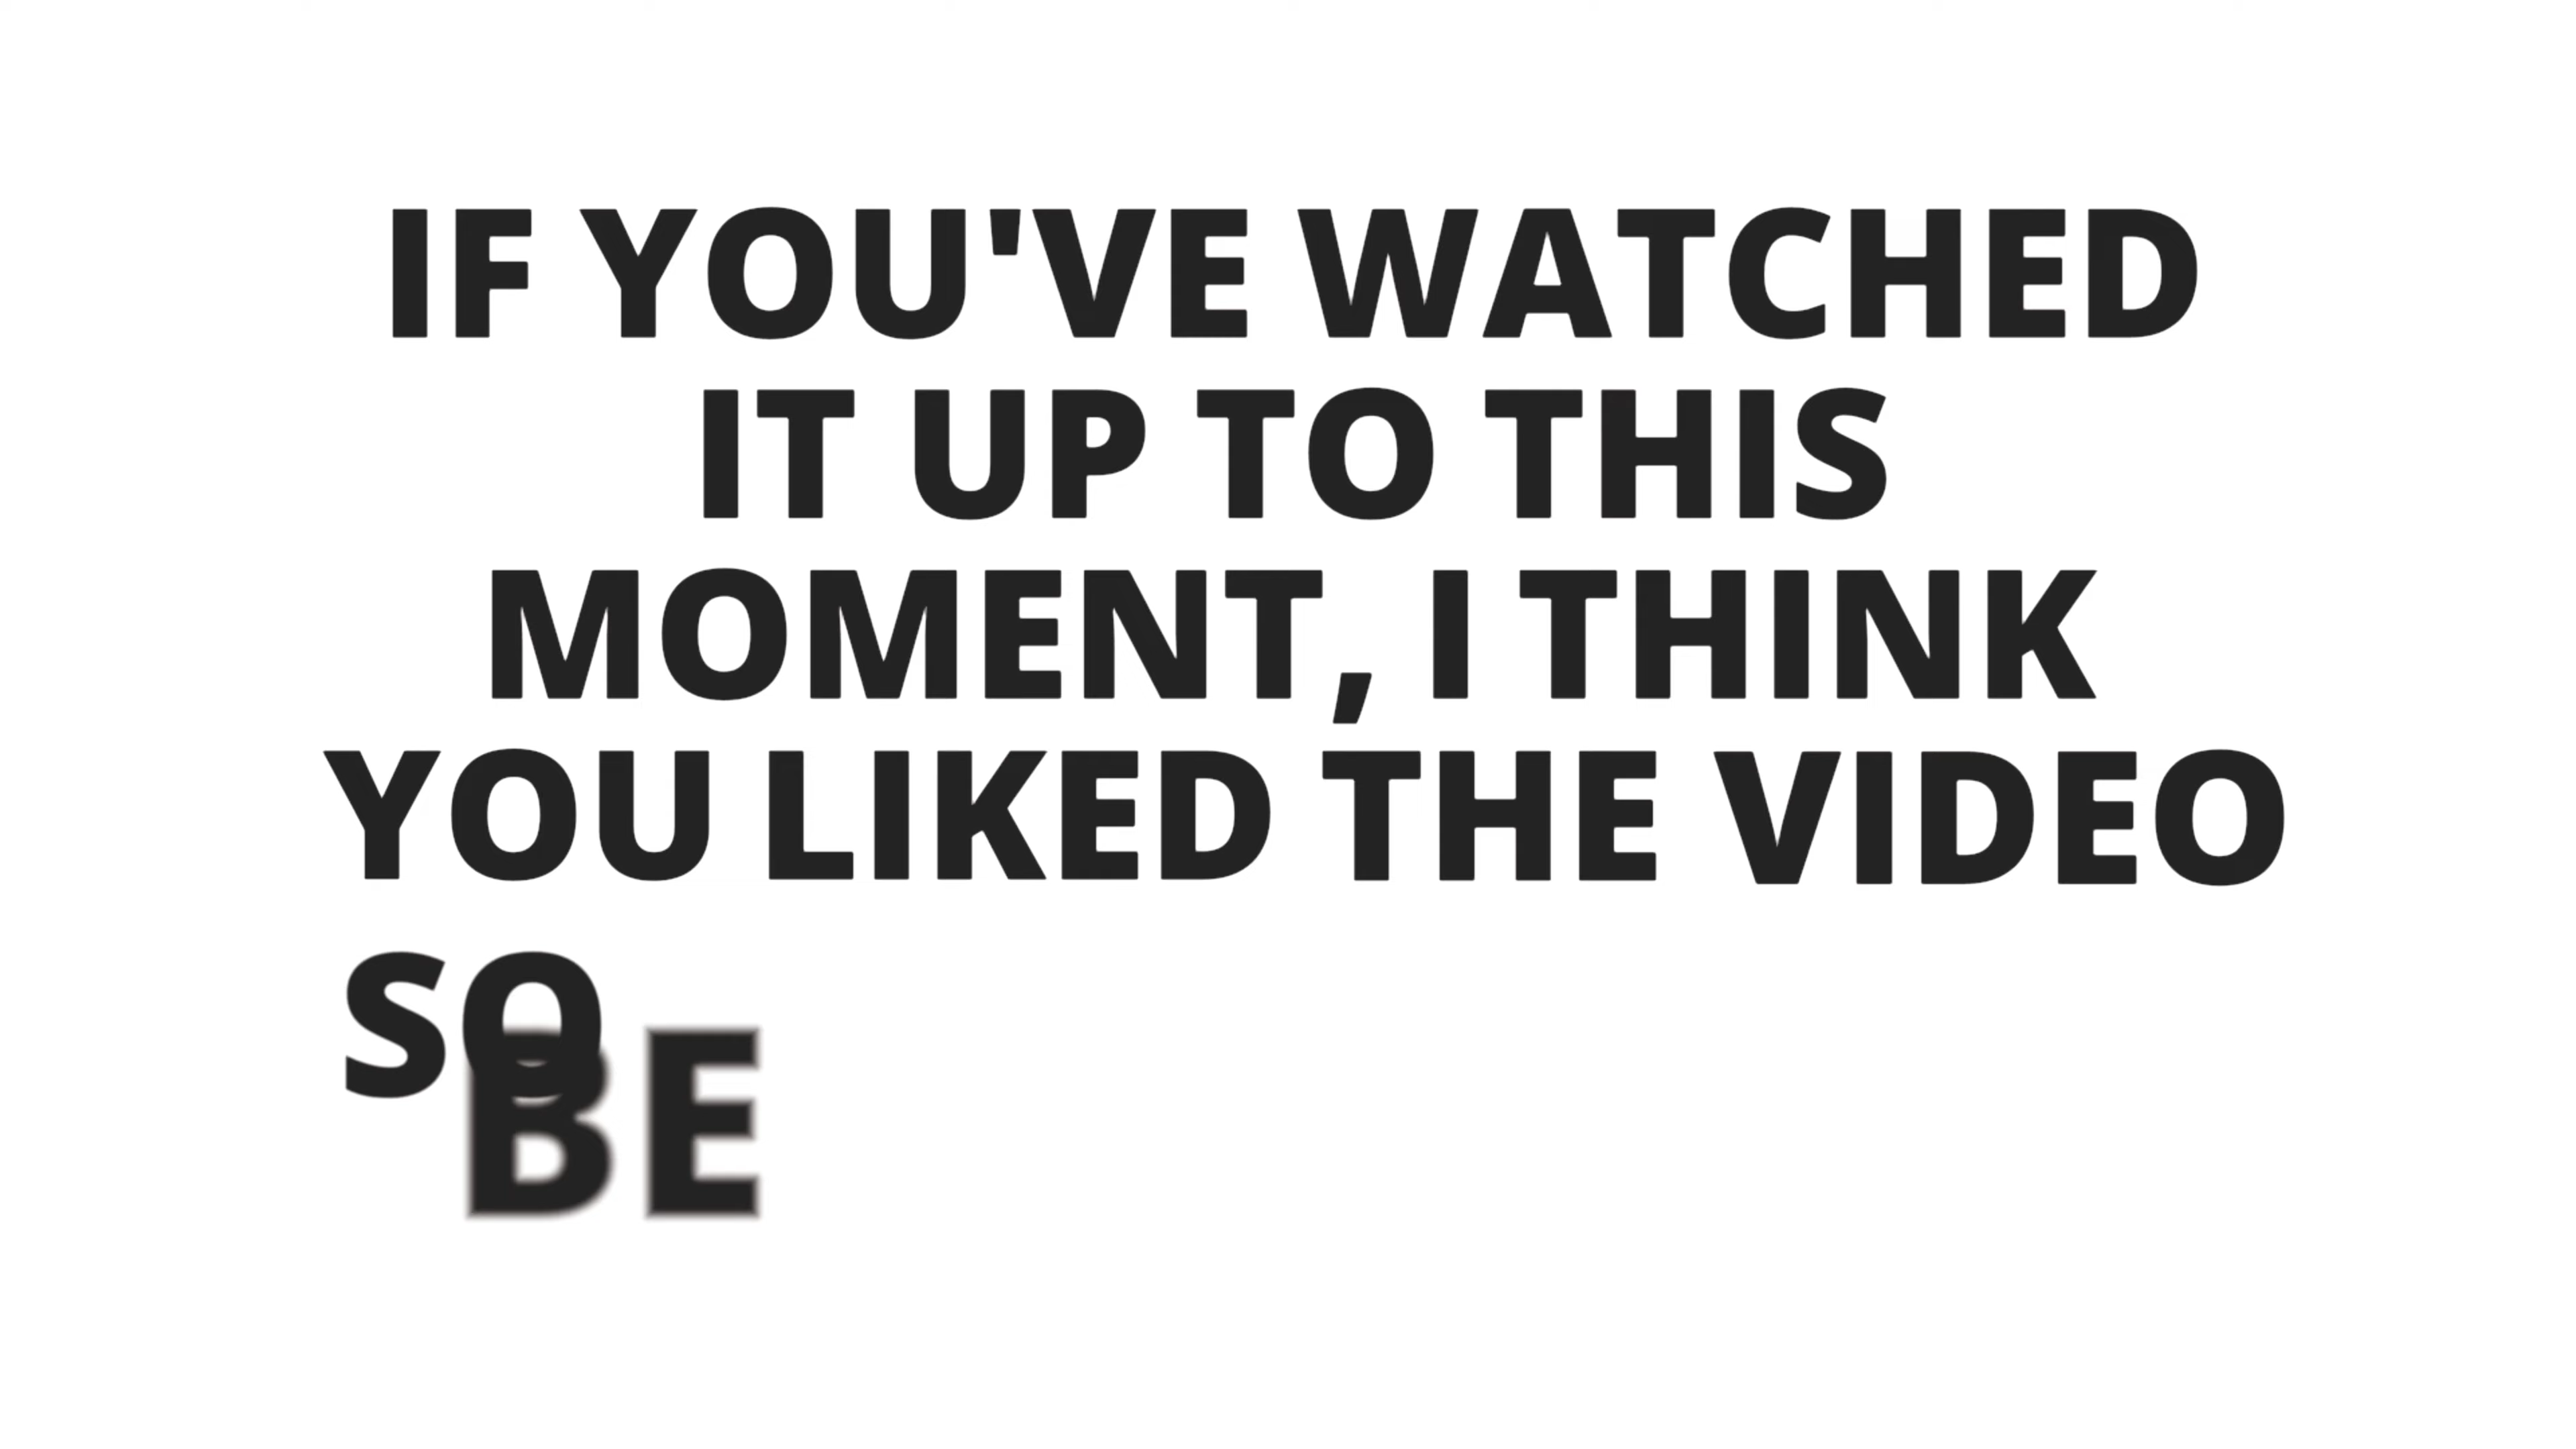 IF YOU'VE WATCHED
IT UP TO THIS
MOMENT, I THINK
YOU LIKED THE VIDEO
SO
BE